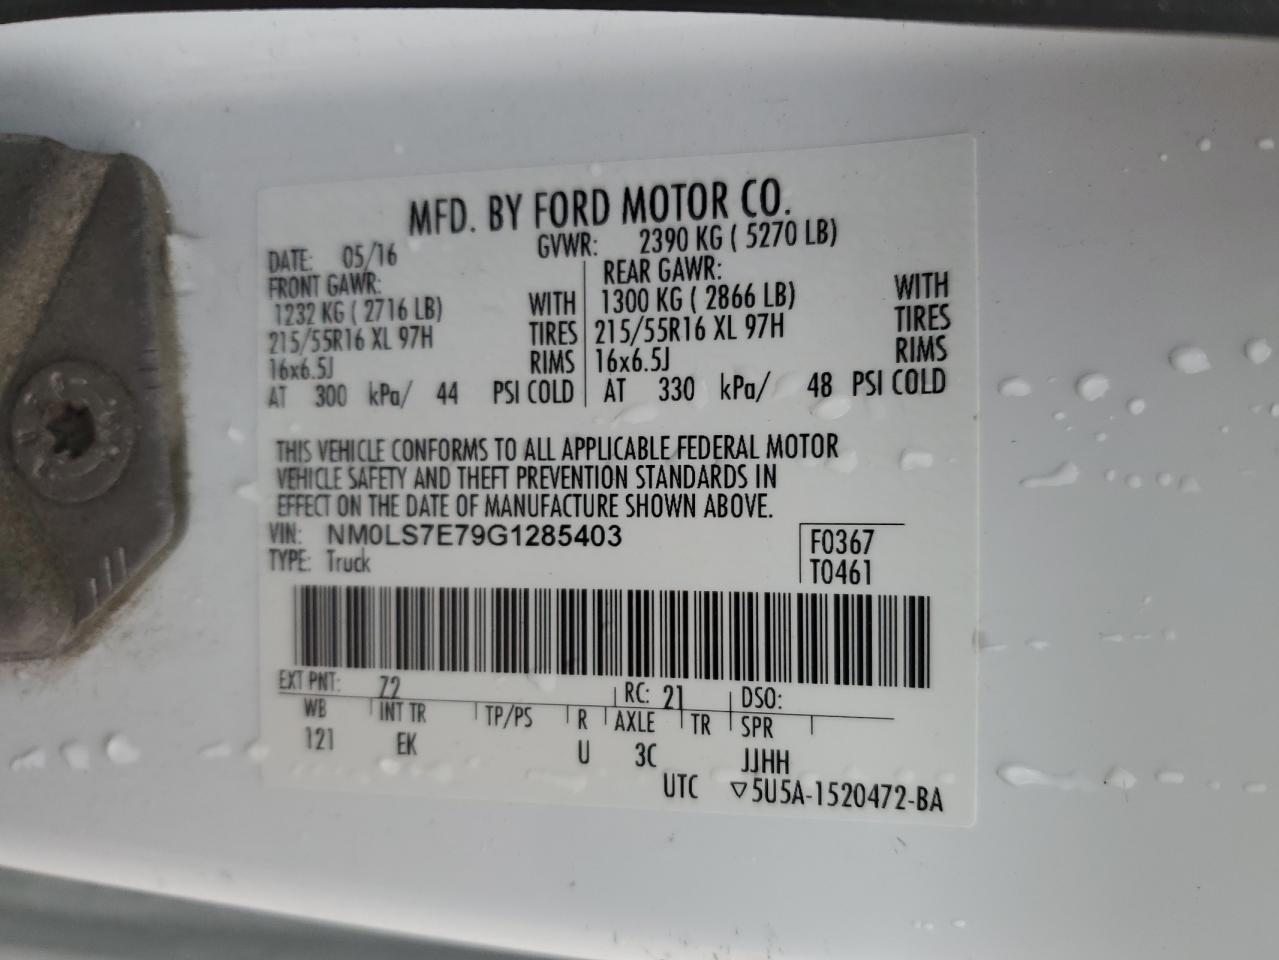 MFD. BY FORD MOTOR CO.
DATE: 05/16 GVWR: 2390 KG ( 5270 LB)
FRONT GAWR: REAR GAWR:
1232 KG ( 2716 LB) WITH 1300 KG ( 2866 LB) WITH
215/55R16 XL 97H TIRES 215/55R16 XL 97H TIRES
16x6.5J RIMS 16x6.5J RIMS
AT 300 kPa/ 44 PSI COLD AT 330 kPa/ 48 PSI COLD
THIS VEHICLE CONFORMS TO ALL APPLICABLE FEDERAL MOTOR
VEHICLE SAFETY AND THEFT PREVENTION STANDARDS IN
EFFECT ON THE DATE OF MANUFACTURE SHOWN ABOVE.
VIN: NM0LS7E79G1285403 F0367
TYPE: Truck T0461
EXT PNT: Z2 RC: 21 DSO:
WB INT TR TP/PS R AXLE TR SPR
121 EK U 3C JJHH
UTC ▽5U5A-1520472-BA